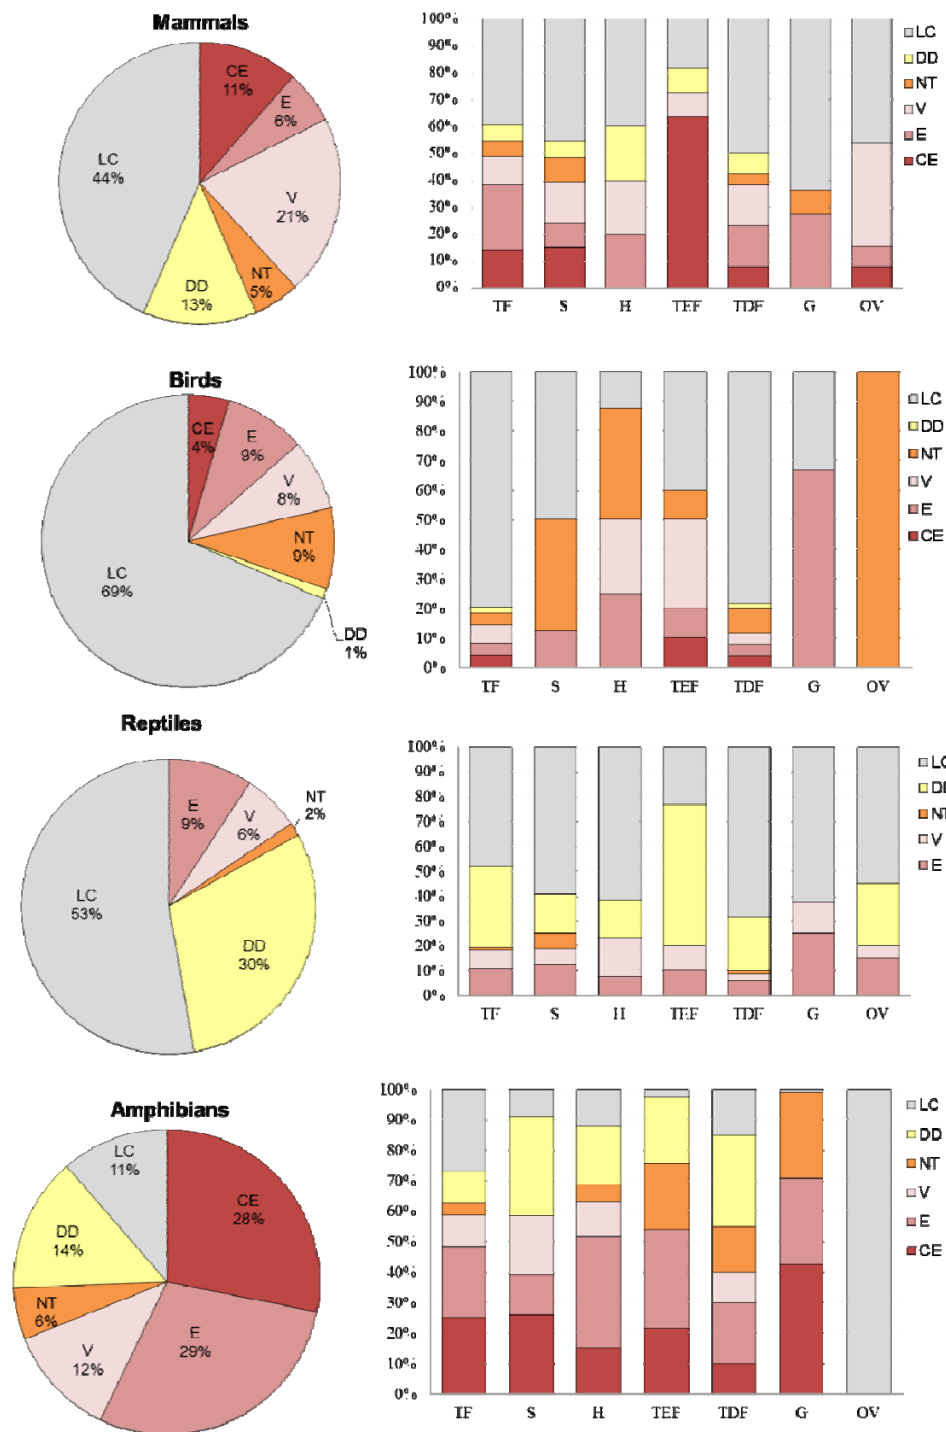 Mammals
CE
11%
E
6%
V
21%
NT
5%
DD
13%
LC
44%
100%
90%
80%
70%
60%
50%
40%
30%
20%
10%
0%
TF S H TEF TDF G OV
LC
DD
NT
V
E
CE
Birds
CE
4%
E
9%
V
8%
NT
9%
DD
1%
LC
69%
100%
90%
80%
70%
60%
50%
40%
30%
20%
10%
0%
TF S H TEF TDF G OV
LC
DD
NT
V
E
CE
Reptiles
E
9%
V
6%
NT
2%
DD
30%
LC
53%
100%
90%
80%
70%
60%
50%
40%
30%
20%
10%
0%
TF S H TEF TDF G OV
LC
DD
NT
V
E
Amphibians
CE
28%
E
29%
V
12%
NT
6%
DD
14%
LC
11%
100%
90%
80%
70%
60%
50%
40%
30%
20%
10%
0%
TF S H TEF TDF G OV
LC
DD
NT
V
E
CE